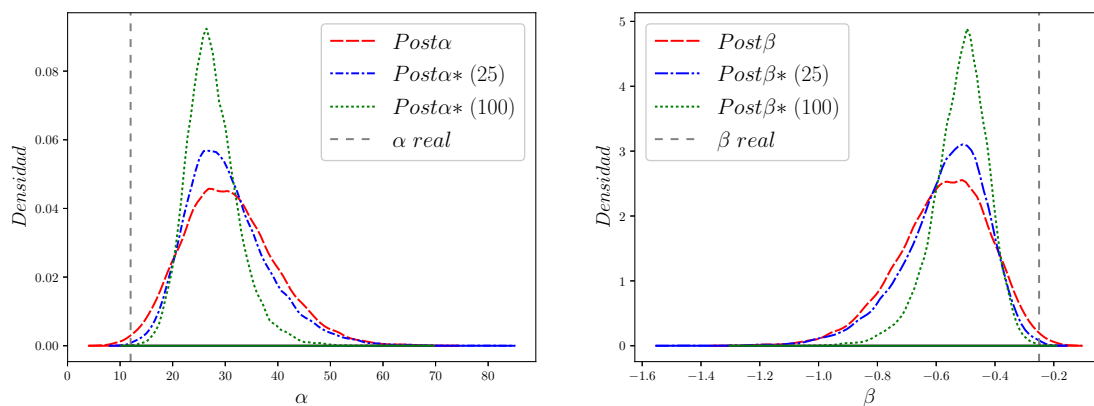 Densidad
0.08
0.06
0.04
0.02
0.00
0 10 20 30 40 50 60 70 80
α
Postα
Postα* (25)
Postα* (100)
α real
Densidad
5
4
3
2
1
0
−1.6 −1.4 −1.2 −1.0 −0.8 −0.6 −0.4 −0.2
β
Postβ
Postβ* (25)
Postβ* (100)
β real